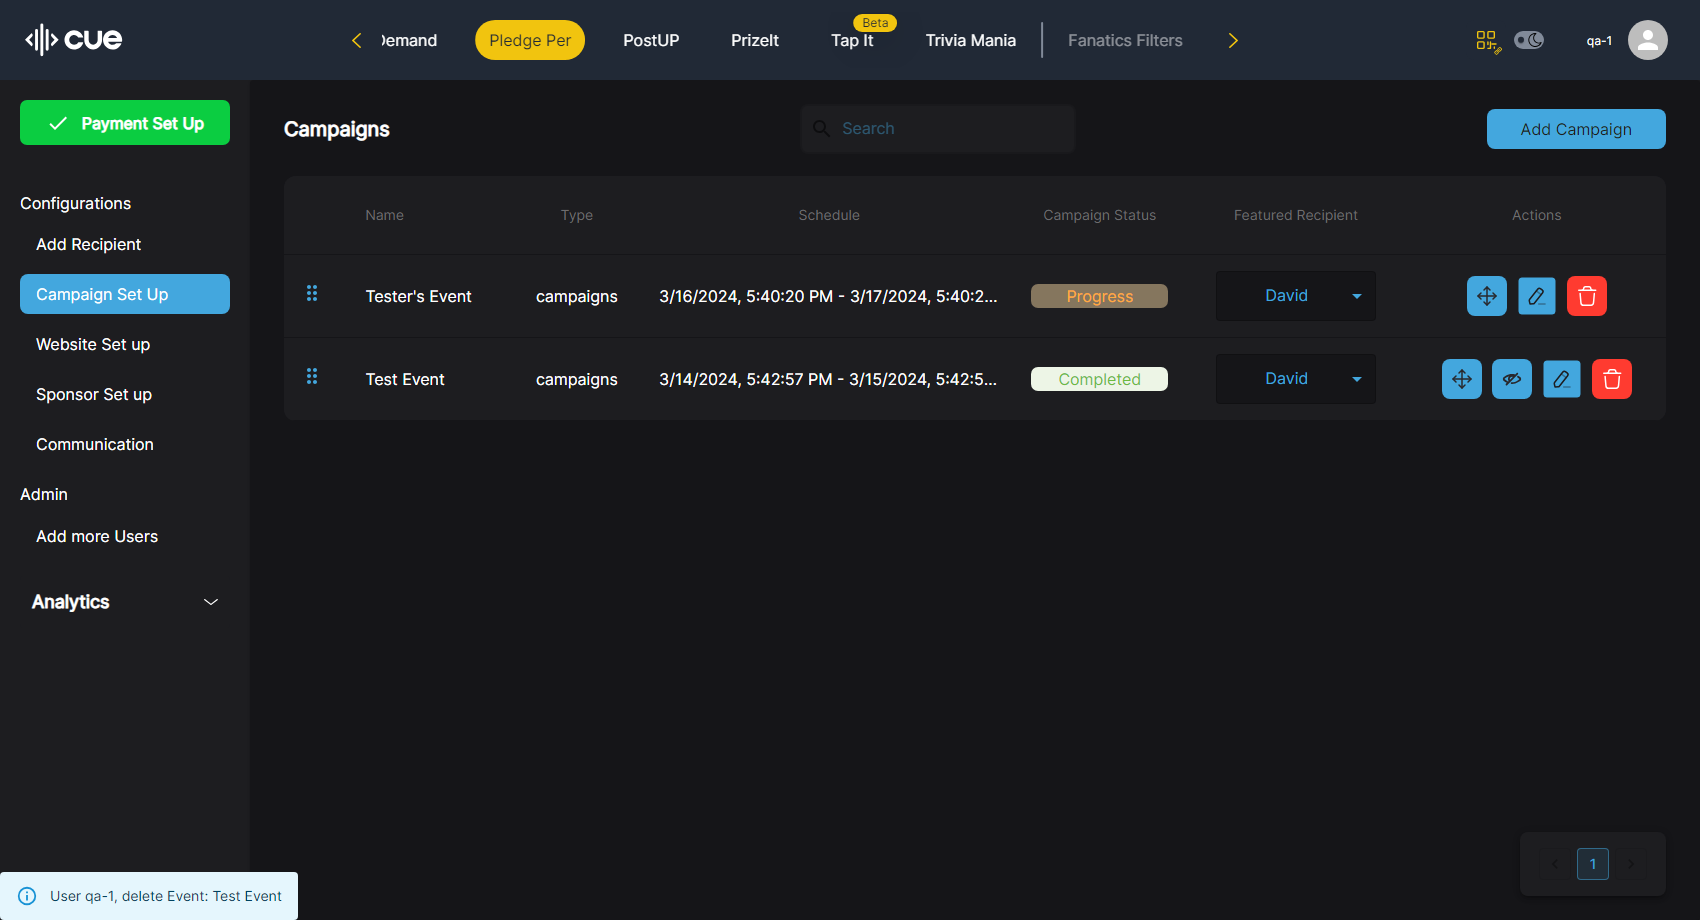 cue
Demand
Pledge Per
PostUP
PrizeIt
Tap It
Beta
Trivia Mania
Fanatics Filters
qa-1
Payment Set Up
Configurations
Add Recipient
Campaign Set Up
Website Set up
Sponsor Set up
Communication
Admin
Add more Users
Analytics
Campaigns
Search
Add Campaign
Name Type Schedule Campaign Status Featured Recipient Actions
Tester's Event campaigns 3/16/2024, 5:40:20 PM - 3/17/2024, 5:40:2... Progress David
Test Event campaigns 3/14/2024, 5:42:57 PM - 3/15/2024, 5:42:5... Completed David
1
User qa-1, delete Event: Test Event